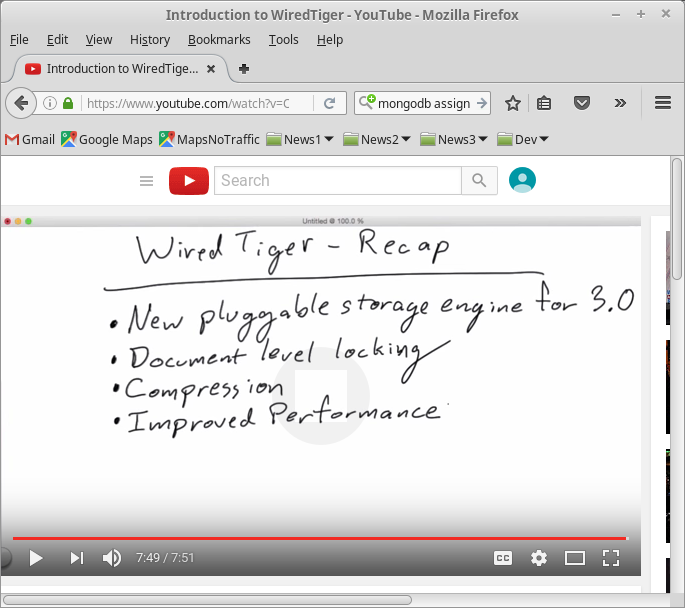 Introduction to WiredTiger - YouTube - Mozilla Firefox
File Edit View History Bookmarks Tools Help
Introduction to WiredTige...
https://www.youtube.com/watch?v=C
mongodb assign
Gmail Google Maps MapsNoTraffic News1 News2 News3 Dev
Search
Untitled @ 100.0 %
Wired Tiger - Recap
• New pluggable storage engine for 3.0
• Document level locking
• Compression
• Improved Performance
7:49 / 7:51 CC